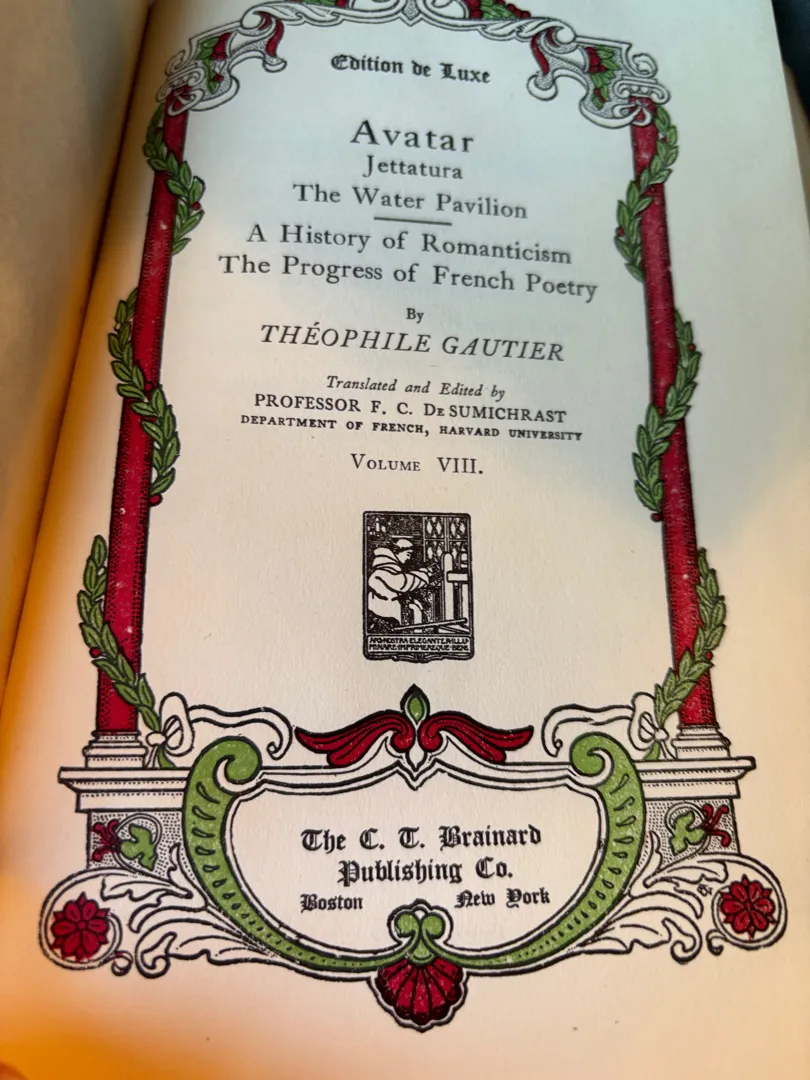 Edition de Luxe
Avatar
Jettatura
The Water Pavilion
A History of Romanticism
The Progress of French Poetry
By
THÉOPHILE GAUTIER
Translated and Edited by
PROFESSOR F. C. DE SUMICHRAST
DEPARTMENT OF FRENCH, HARVARD UNIVERSITY
VOLUME VIII.
The C. T. Brainard
Publishing Co.
Boston New York